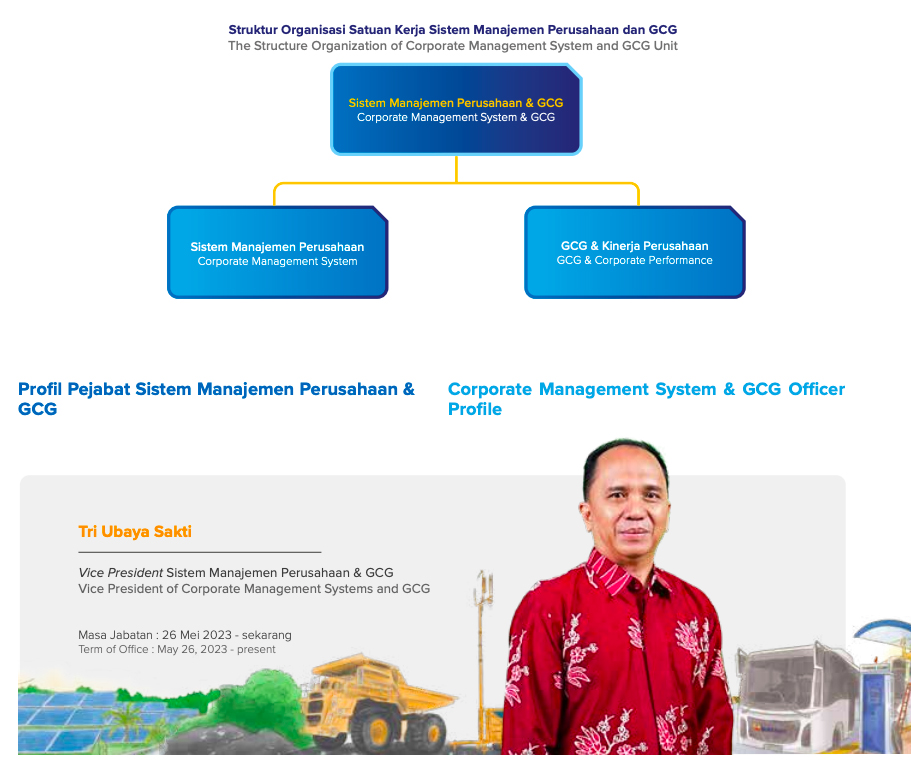 Struktur Organisasi Satuan Kerja Sistem Manajemen Perusahaan dan GCG
The Structure Organization of Corporate Management System and GCG Unit
Sistem Manajemen Perusahaan & GCG
Corporate Management System & GCG
Sistem Manajemen Perusahaan
Corporate Management System
GCG & Kinerja Perusahaan
GCG & Corporate Performance
Profil Pejabat Sistem Manajemen Perusahaan &
GCG
Corporate Management System & GCG Officer
Profile
Tri Ubaya Sakti
Vice President Sistem Manajemen Perusahaan & GCG
Vice President of Corporate Management Systems and GCG
Masa Jabatan : 26 Mei 2023 - sekarang
Term of Office : May 26, 2023 - present